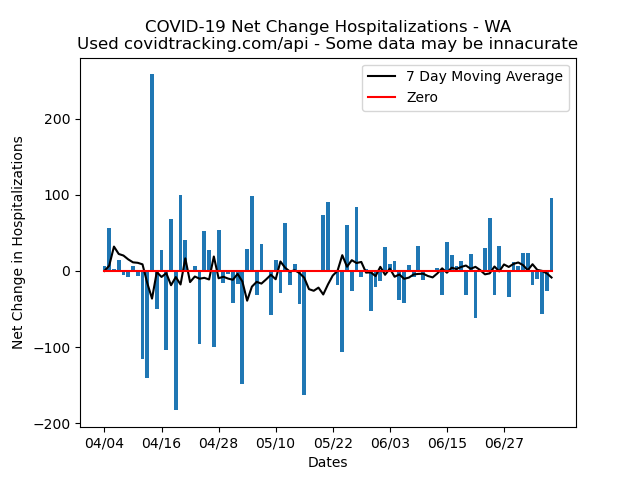 COVID-19 Net Change Hospitalizations - WA
Used covidtracking.com/api - Some data may be innacurate
7 Day Moving Average
Zero
Net Change in Hospitalizations
200
100
0
−100
−200
04/04 04/16 04/28 05/10 05/22 06/03 06/15 06/27
Dates